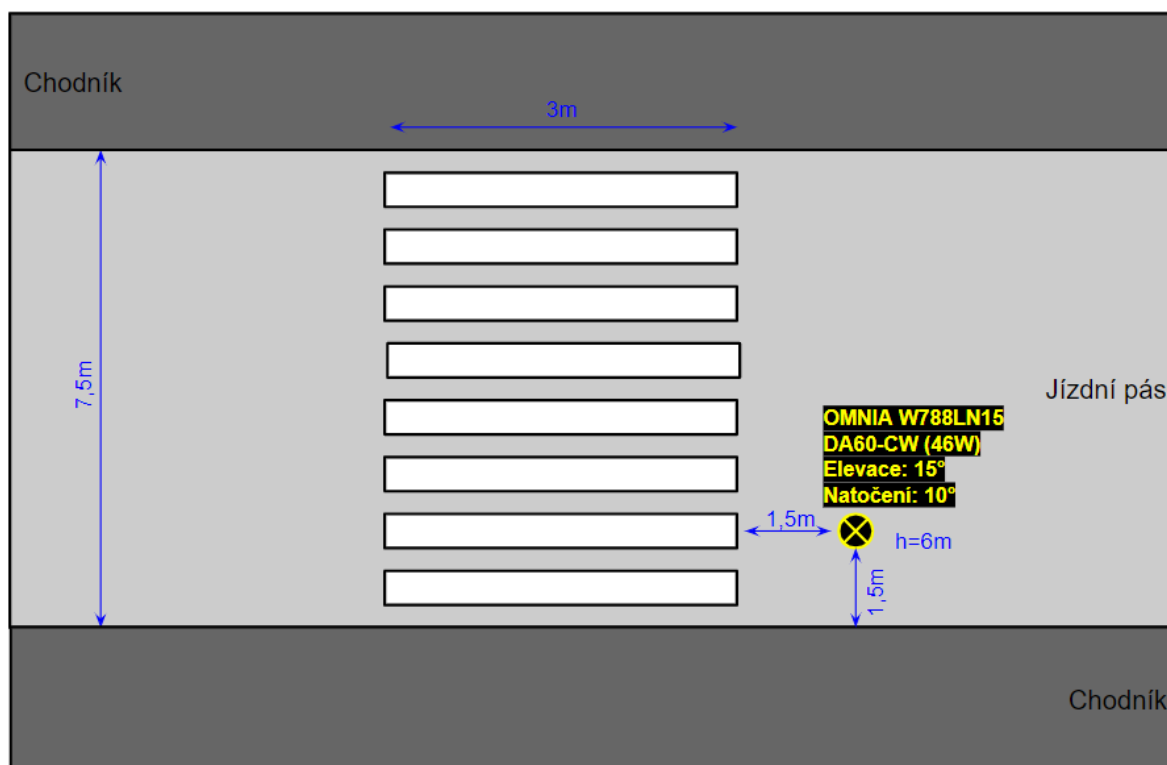 Chodník
3m
7,5m
Jízdní pás
OMNIA W788LN15
DA60-CW (46W)
Elevace: 15°
Natočení: 10°
1,5m
h=6m
1,5m
Chodník